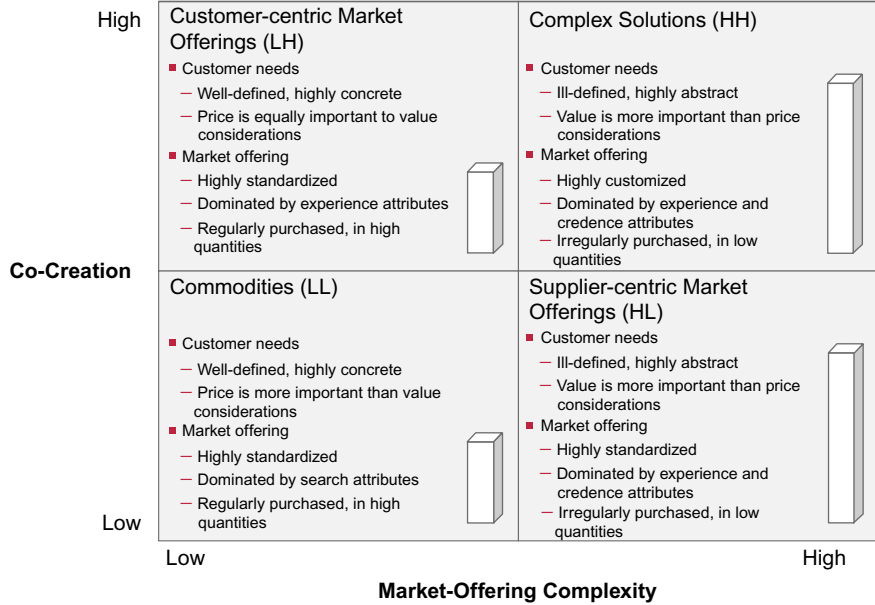 High
Customer-centric Market
Offerings (LH)
Customer needs
– Well-defined, highly concrete
– Price is equally important to value
considerations
Market offering
– Highly standardized
– Dominated by experience attributes
– Regularly purchased, in high
quantities
Complex Solutions (HH)
Customer needs
– Ill-defined, highly abstract
– Value is more important than price
considerations
Market offering
– Highly customized
– Dominated by experience and
credence attributes
– Irregularly purchased, in low
quantities
Co-Creation
Commodities (LL)
Customer needs
– Well-defined, highly concrete
– Price is more important than value
considerations
Market offering
– Highly standardized
– Dominated by search attributes
– Regularly purchased, in high
quantities
Supplier-centric Market
Offerings (HL)
Customer needs
– Ill-defined, highly abstract
– Value is more important than price
considerations
Market offering
– Highly standardized
– Dominated by experience and
credence attributes
– Irregularly purchased, in low
quantities
Low
Low
High
Market-Offering Complexity